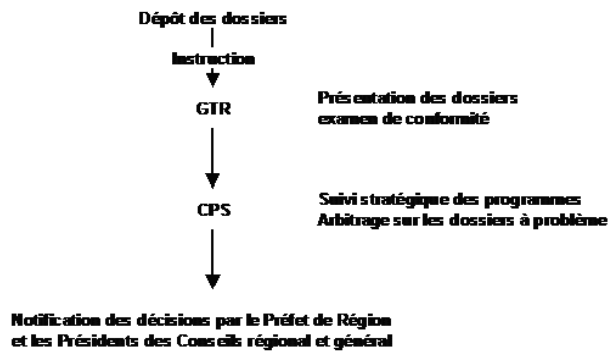 Dépôt des dossiers
Instruction
GTR
Présentation des dossiers
examen de conformité
CPS
Suivi stratégique des programmes
Arbitrage sur les dossiers à problème
Notification des décisions par le Préfet de Région
et les Présidents des Conseils régional et général